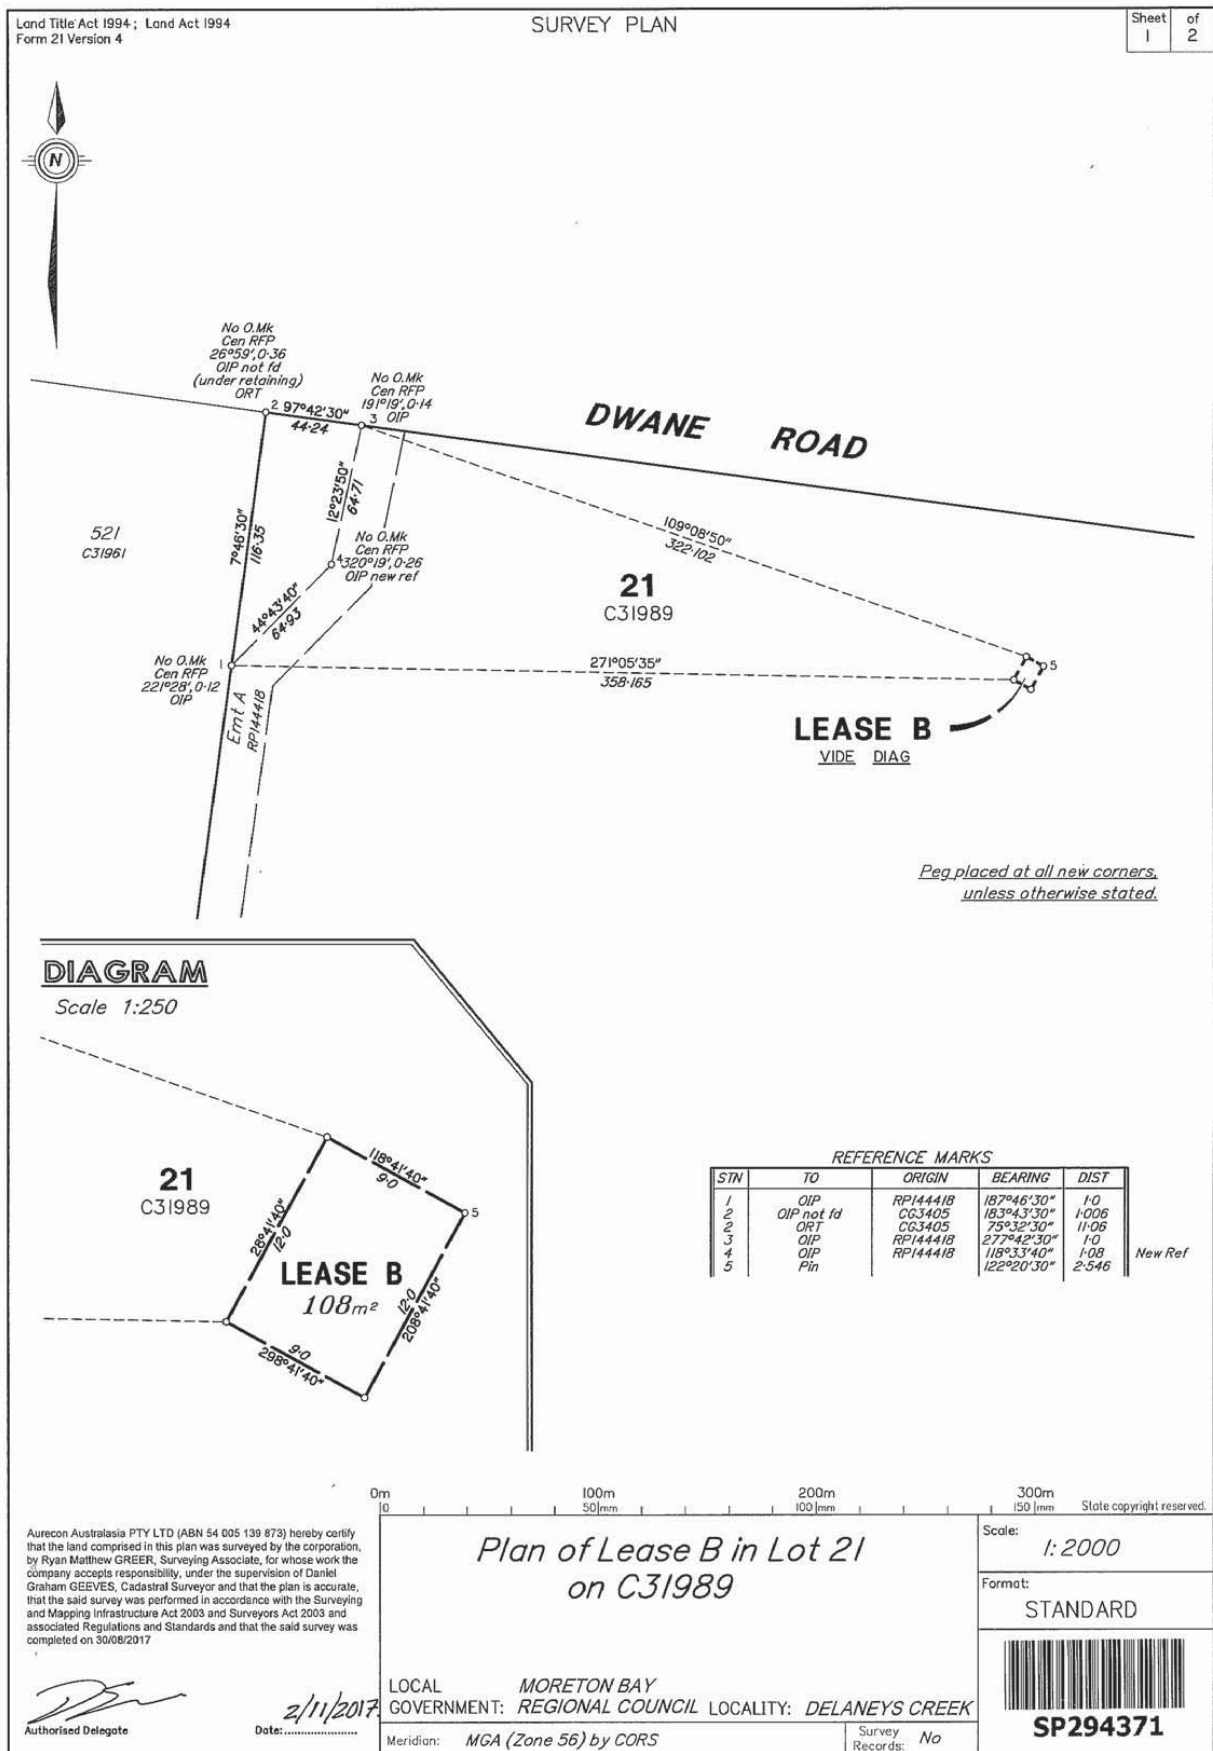 Land Title Act 1994 ; Land Act 1994
Form 21 Version 4
SURVEY PLAN
Sheet of
1 2
N
No O.Mk
Cen RFP
26°59',0·36
OIP not fd
(under retaining)
ORT
2 97°42'30"
44·24
No O.Mk
Cen RFP
191°19',0·14
OIP
3
DWANE ROAD
521
C31961
7°46'30"
116·35
12°23'50"
64·71
No O.Mk
Cen RFP
4 320°19',0·26
OIP new ref
109°08'50"
322·102
21
C31989
44°43'40"
64·93
No O.Mk
Cen RFP
221°28',0·12
OIP
1
271°05'35"
358·165
5
Emt A
RP144418
LEASE B
VIDE DIAG
Peg placed at all new corners,
unless otherwise stated.
DIAGRAM
Scale 1:250
118°41'40"
9·0
5
21
C31989
28°41'40"
12·0
LEASE B
108m²
12·0
208°41'40"
9·0
298°41'40"
REFERENCE MARKS
STN TO ORIGIN BEARING DIST
1 OIP RP144418 187°46'30" 1·0
2 OIP not fd CG3405 183°43'30" 1·006
2 ORT CG3405 75°32'30" 11·06
3 OIP RP144418 277°42'30" 1·0
4 OIP RP144418 118°33'40" 1·08 New Ref
5 Pin 122°20'30" 2·546
0m 100m 200m 300m
0 50mm 100mm 150mm State copyright reserved.
Aurecon Australasia PTY LTD (ABN 54 005 139 873) hereby certify
that the land comprised in this plan was surveyed by the corporation,
by Ryan Matthew GREER, Surveying Associate, for whose work the
company accepts responsibility, under the supervision of Daniel
Graham GEEVES, Cadastral Surveyor and that the plan is accurate,
that the said survey was performed in accordance with the Surveying
and Mapping Infrastructure Act 2003 and Surveyors Act 2003 and
associated Regulations and Standards and that the said survey was
completed on 30/08/2017
2/11/2017
Authorised Delegate Date:....................
Plan of Lease B in Lot 21
on C31989
LOCAL MORETON BAY
GOVERNMENT: REGIONAL COUNCIL LOCALITY: DELANEYS CREEK
Meridian: MGA (Zone 56) by CORS
Survey
Records: No
Scale:
1: 2000
Format:
STANDARD
SP294371